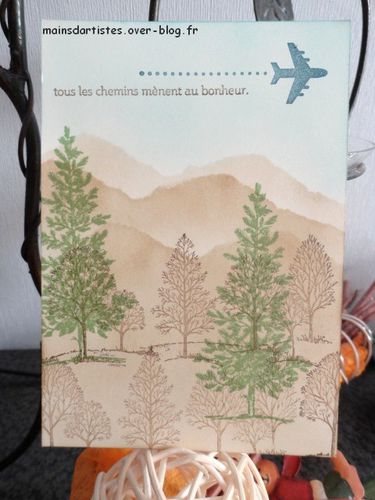 mainsdartistes.over-blog.fr
tous les chemins mènent au bonheur.